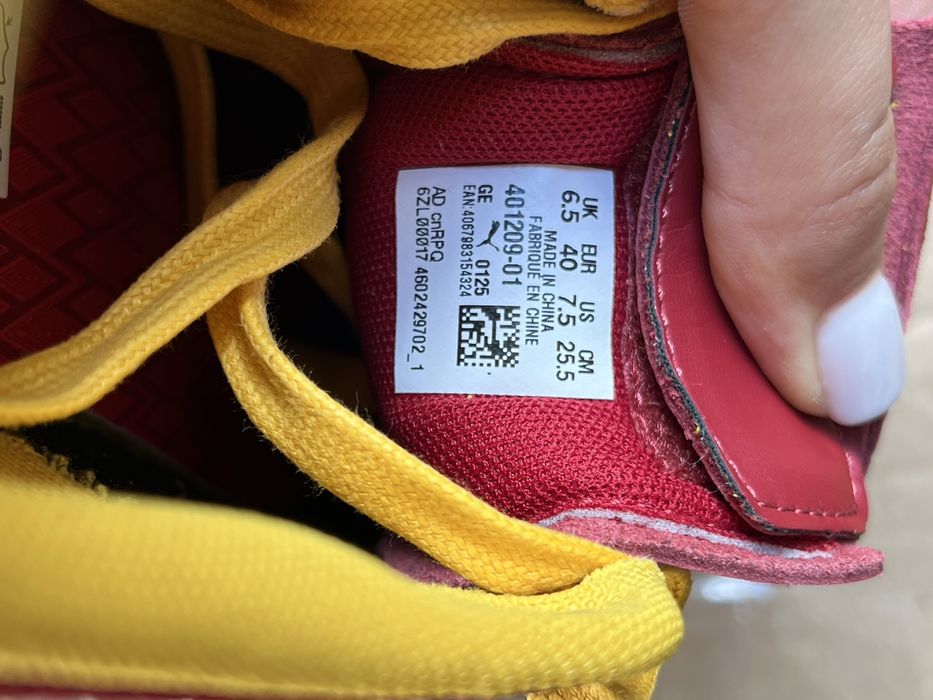 UK EUR US CM
6.5 40 7.5 25.5
MADE IN CHINA
FABRIQUÉ EN CHINE
401209-01
GE 0125
EAN:4067983154324
AD cnRPQ
6ZL00017 4602429702_1